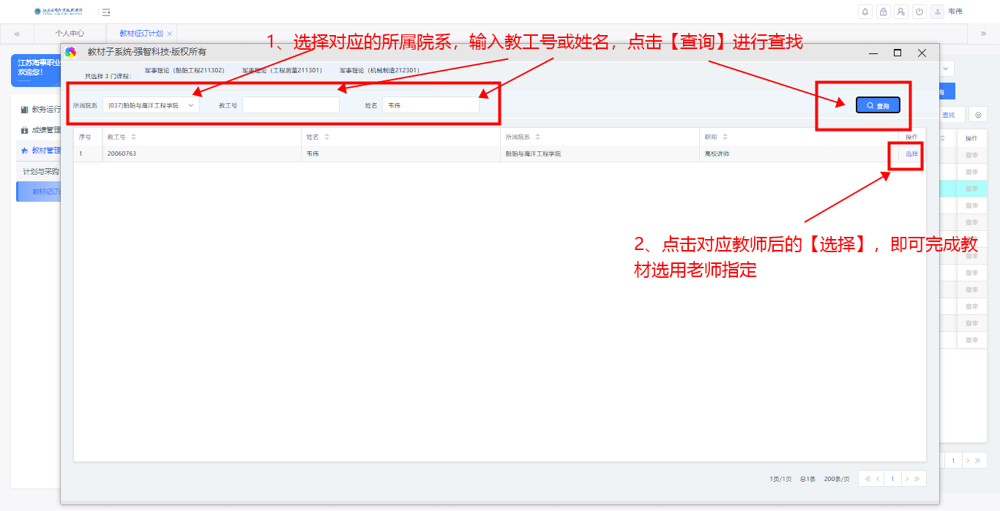 韦伟
个人中心
教材征订计划
1、选择对应的所属院系，输入教工号或姓名，点击【查询】进行查找
教材子系统·强智科技·版权所有
江苏海事职业
欢迎您！
共选择 3 门课程：
军事理论（船舶工程211302）
军事理论（工程测量211301）
军事理论（机械制造212301）
所属院系
[037]船舶与海洋工程学院
教工号
姓名
韦伟
查询
教务运行
成绩管理
教材管理
计划与采购
教材征订计
查找
序号
教工号
姓名
所属院系
职称
操作
操作
1
20060763
韦伟
船舶与海洋工程学院
高校讲师
选择
撤审
撤审
撤审
撤审
撤审
2、点击对应教师后的【选择】，即可完成教
材选用老师指定
撤审
撤审
撤审
撤审
撤审
撤审
1
1页/1页
总1条
200条/页
1